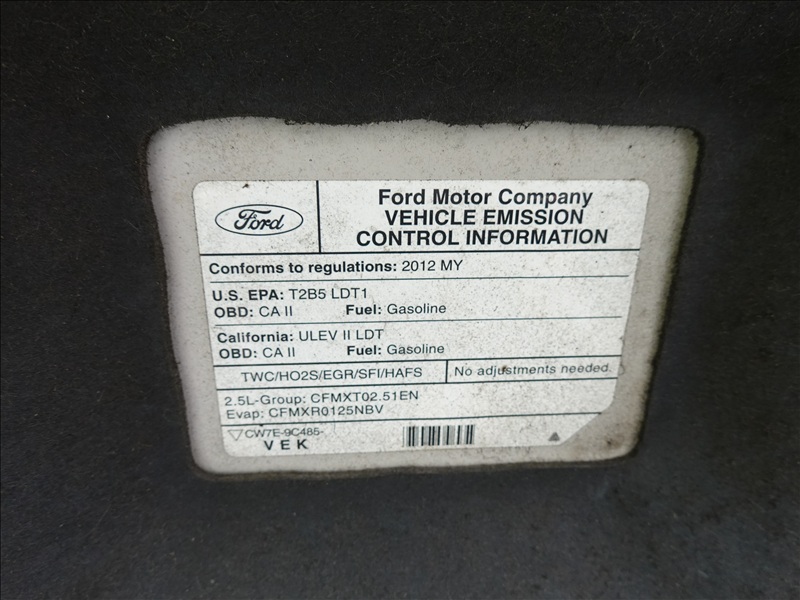 Ford
Ford Motor Company
VEHICLE EMISSION
CONTROL INFORMATION
Conforms to regulations: 2012 MY
U.S. EPA: T2B5 LDT1
OBD: CA II Fuel: Gasoline
California: ULEV II LDT
OBD: CA II Fuel: Gasoline
TWC/HO2S/EGR/SFI/HAFS No adjustments needed.
2.5L-Group: CFMXT02.51EN
Evap: CFMXR0125NBV
CW7E-9C485-
VEK